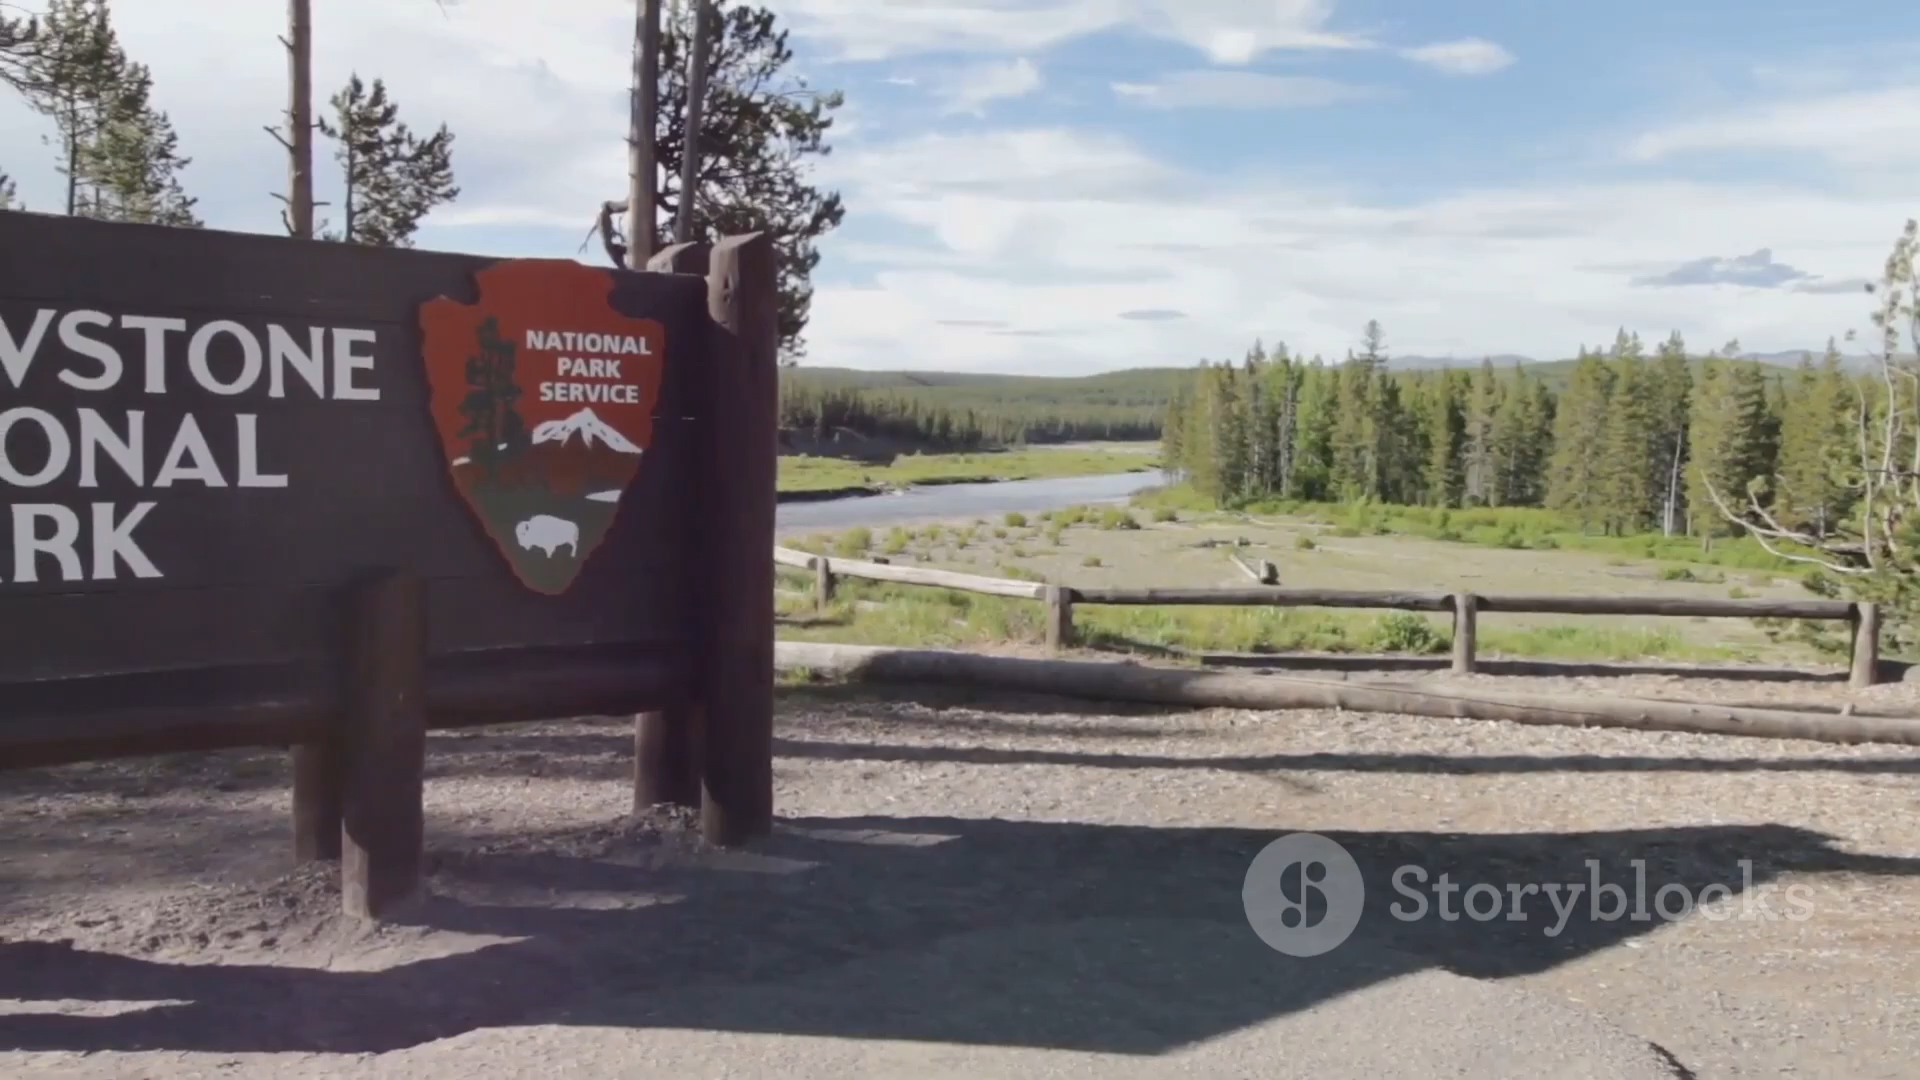 WSTONE
ONAL
ARK
NATIONAL
PARK
SERVICE
Storyblocks